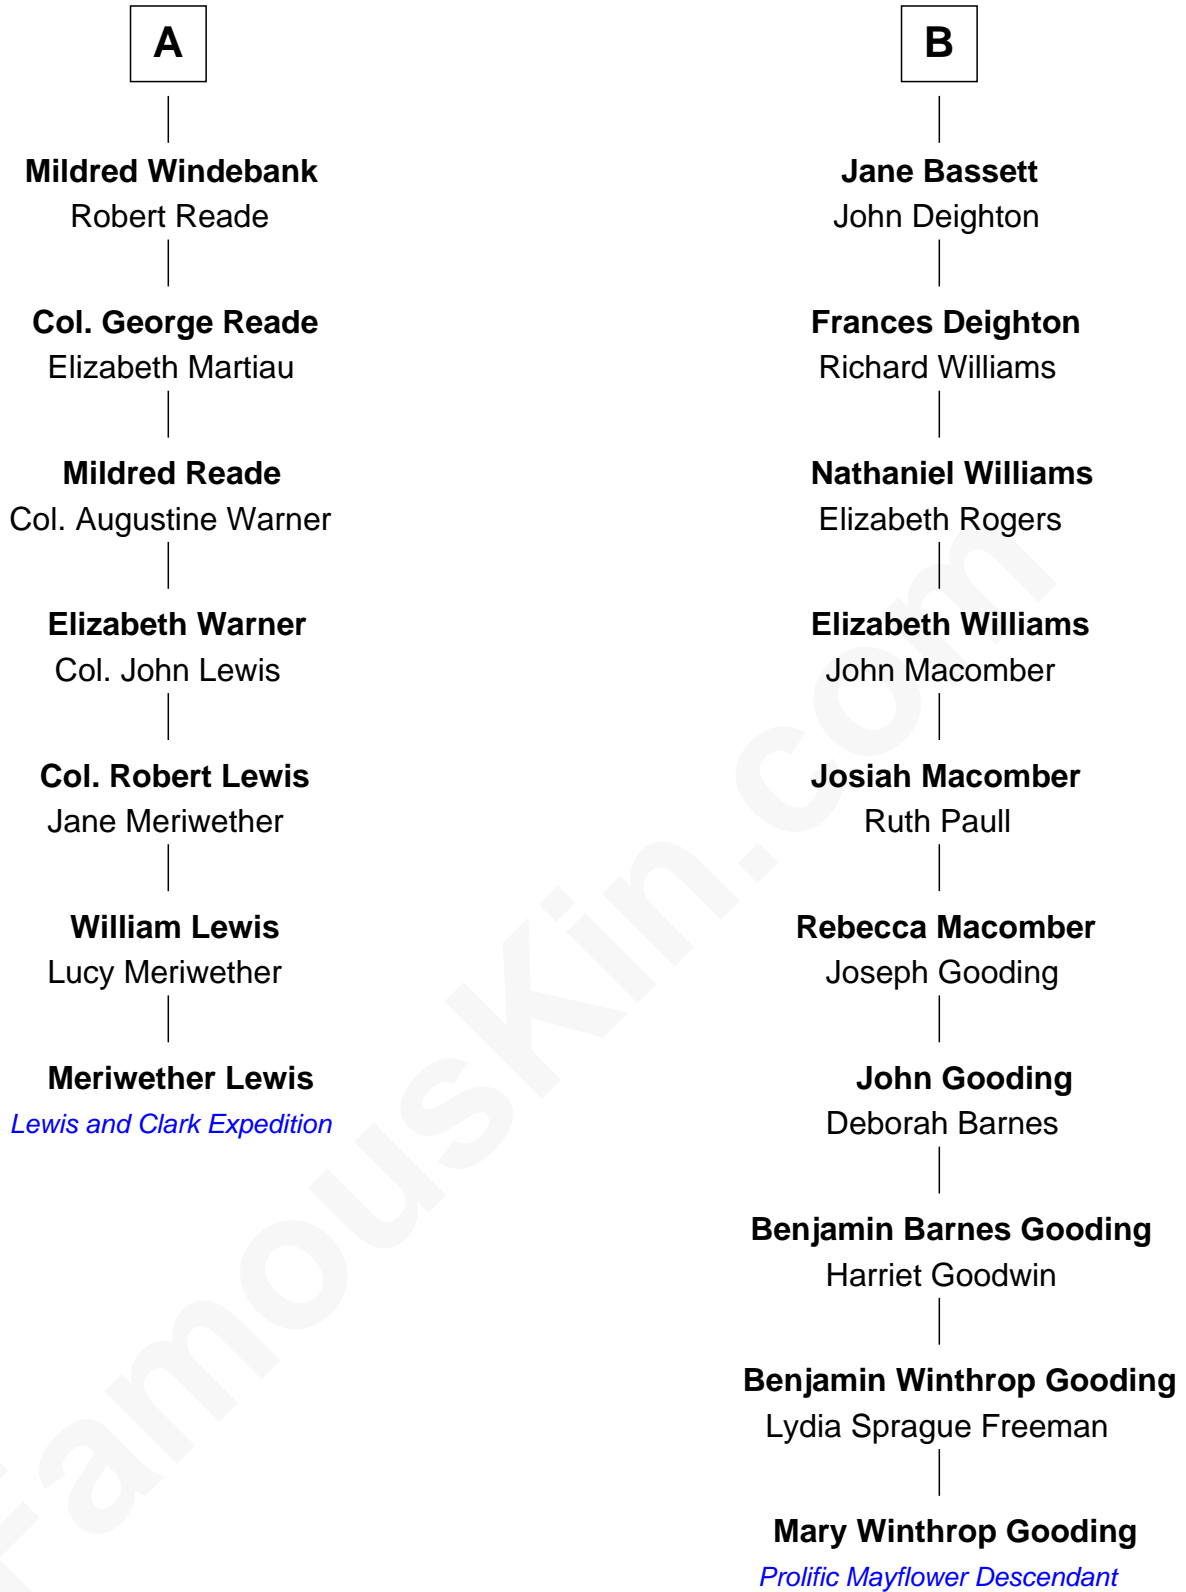 A
Mildred Windebank
Robert Reade
Col. George Reade
Elizabeth Martiau
Mildred Reade
Col. Augustine Warner
Elizabeth Warner
Col. John Lewis
Col. Robert Lewis
Jane Meriwether
William Lewis
Lucy Meriwether
Meriwether Lewis
Lewis and Clark Expedition
B
Jane Bassett
John Deighton
Frances Deighton
Richard Williams
Nathaniel Williams
Elizabeth Rogers
Elizabeth Williams
John Macomber
Josiah Macomber
Ruth Paull
Rebecca Macomber
Joseph Gooding
John Gooding
Deborah Barnes
Benjamin Barnes Gooding
Harriet Goodwin
Benjamin Winthrop Gooding
Lydia Sprague Freeman
Mary Winthrop Gooding
Prolific Mayflower Descendant
FamousKin.com